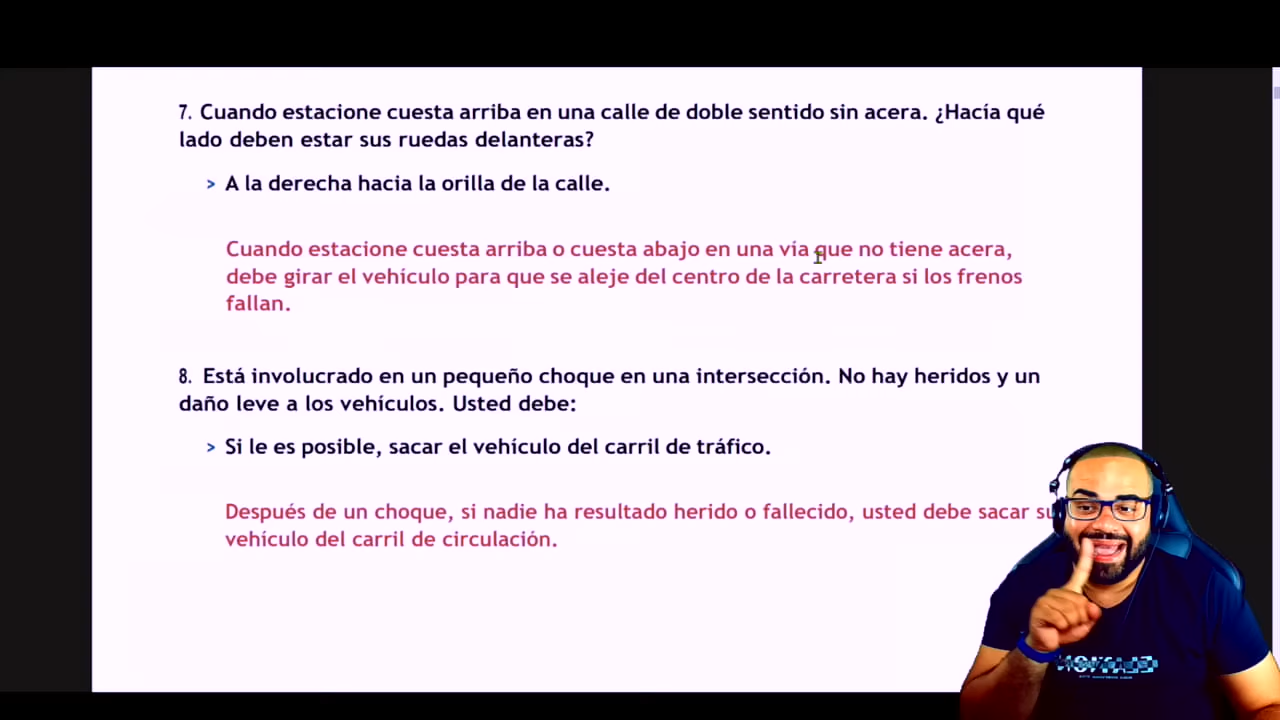 7. Cuando estacione cuesta arriba en una calle de doble sentido sin acera. ¿Hacía qué
lado deben estar sus ruedas delanteras?
> A la derecha hacia la orilla de la calle.
Cuando estacione cuesta arriba o cuesta abajo en una vía que no tiene acera,
debe girar el vehículo para que se aleje del centro de la carretera si los frenos
fallan.
8. Está involucrado en un pequeño choque en una intersección. No hay heridos y un
daño leve a los vehículos. Usted debe:
> Si le es posible, sacar el vehículo del carril de tráfico.
Después de un choque, si nadie ha resultado herido o fallecido, usted debe sacar su
vehículo del carril de circulación.